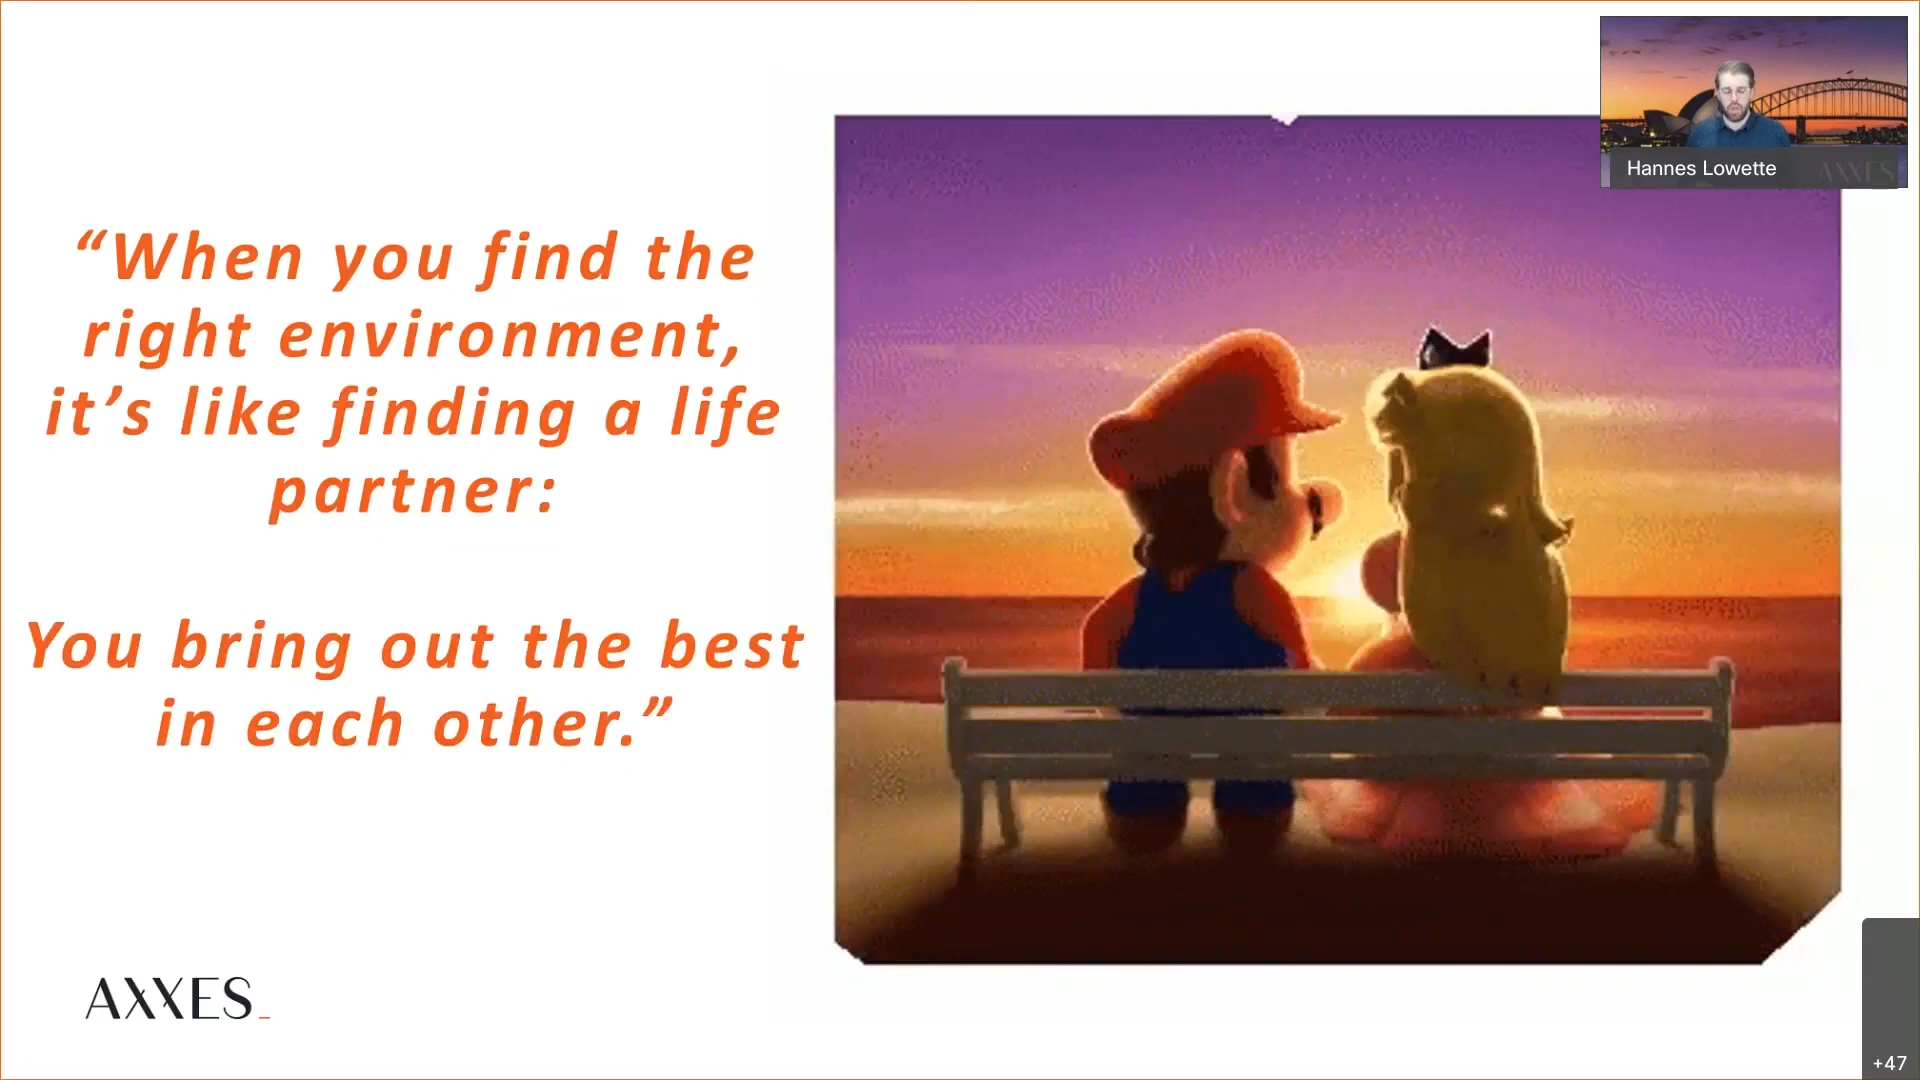 “When you find the
right environment,
it’s like finding a life
partner:
You bring out the best
in each other.”
AXXES_
Hannes Lowette
AXXES
+47